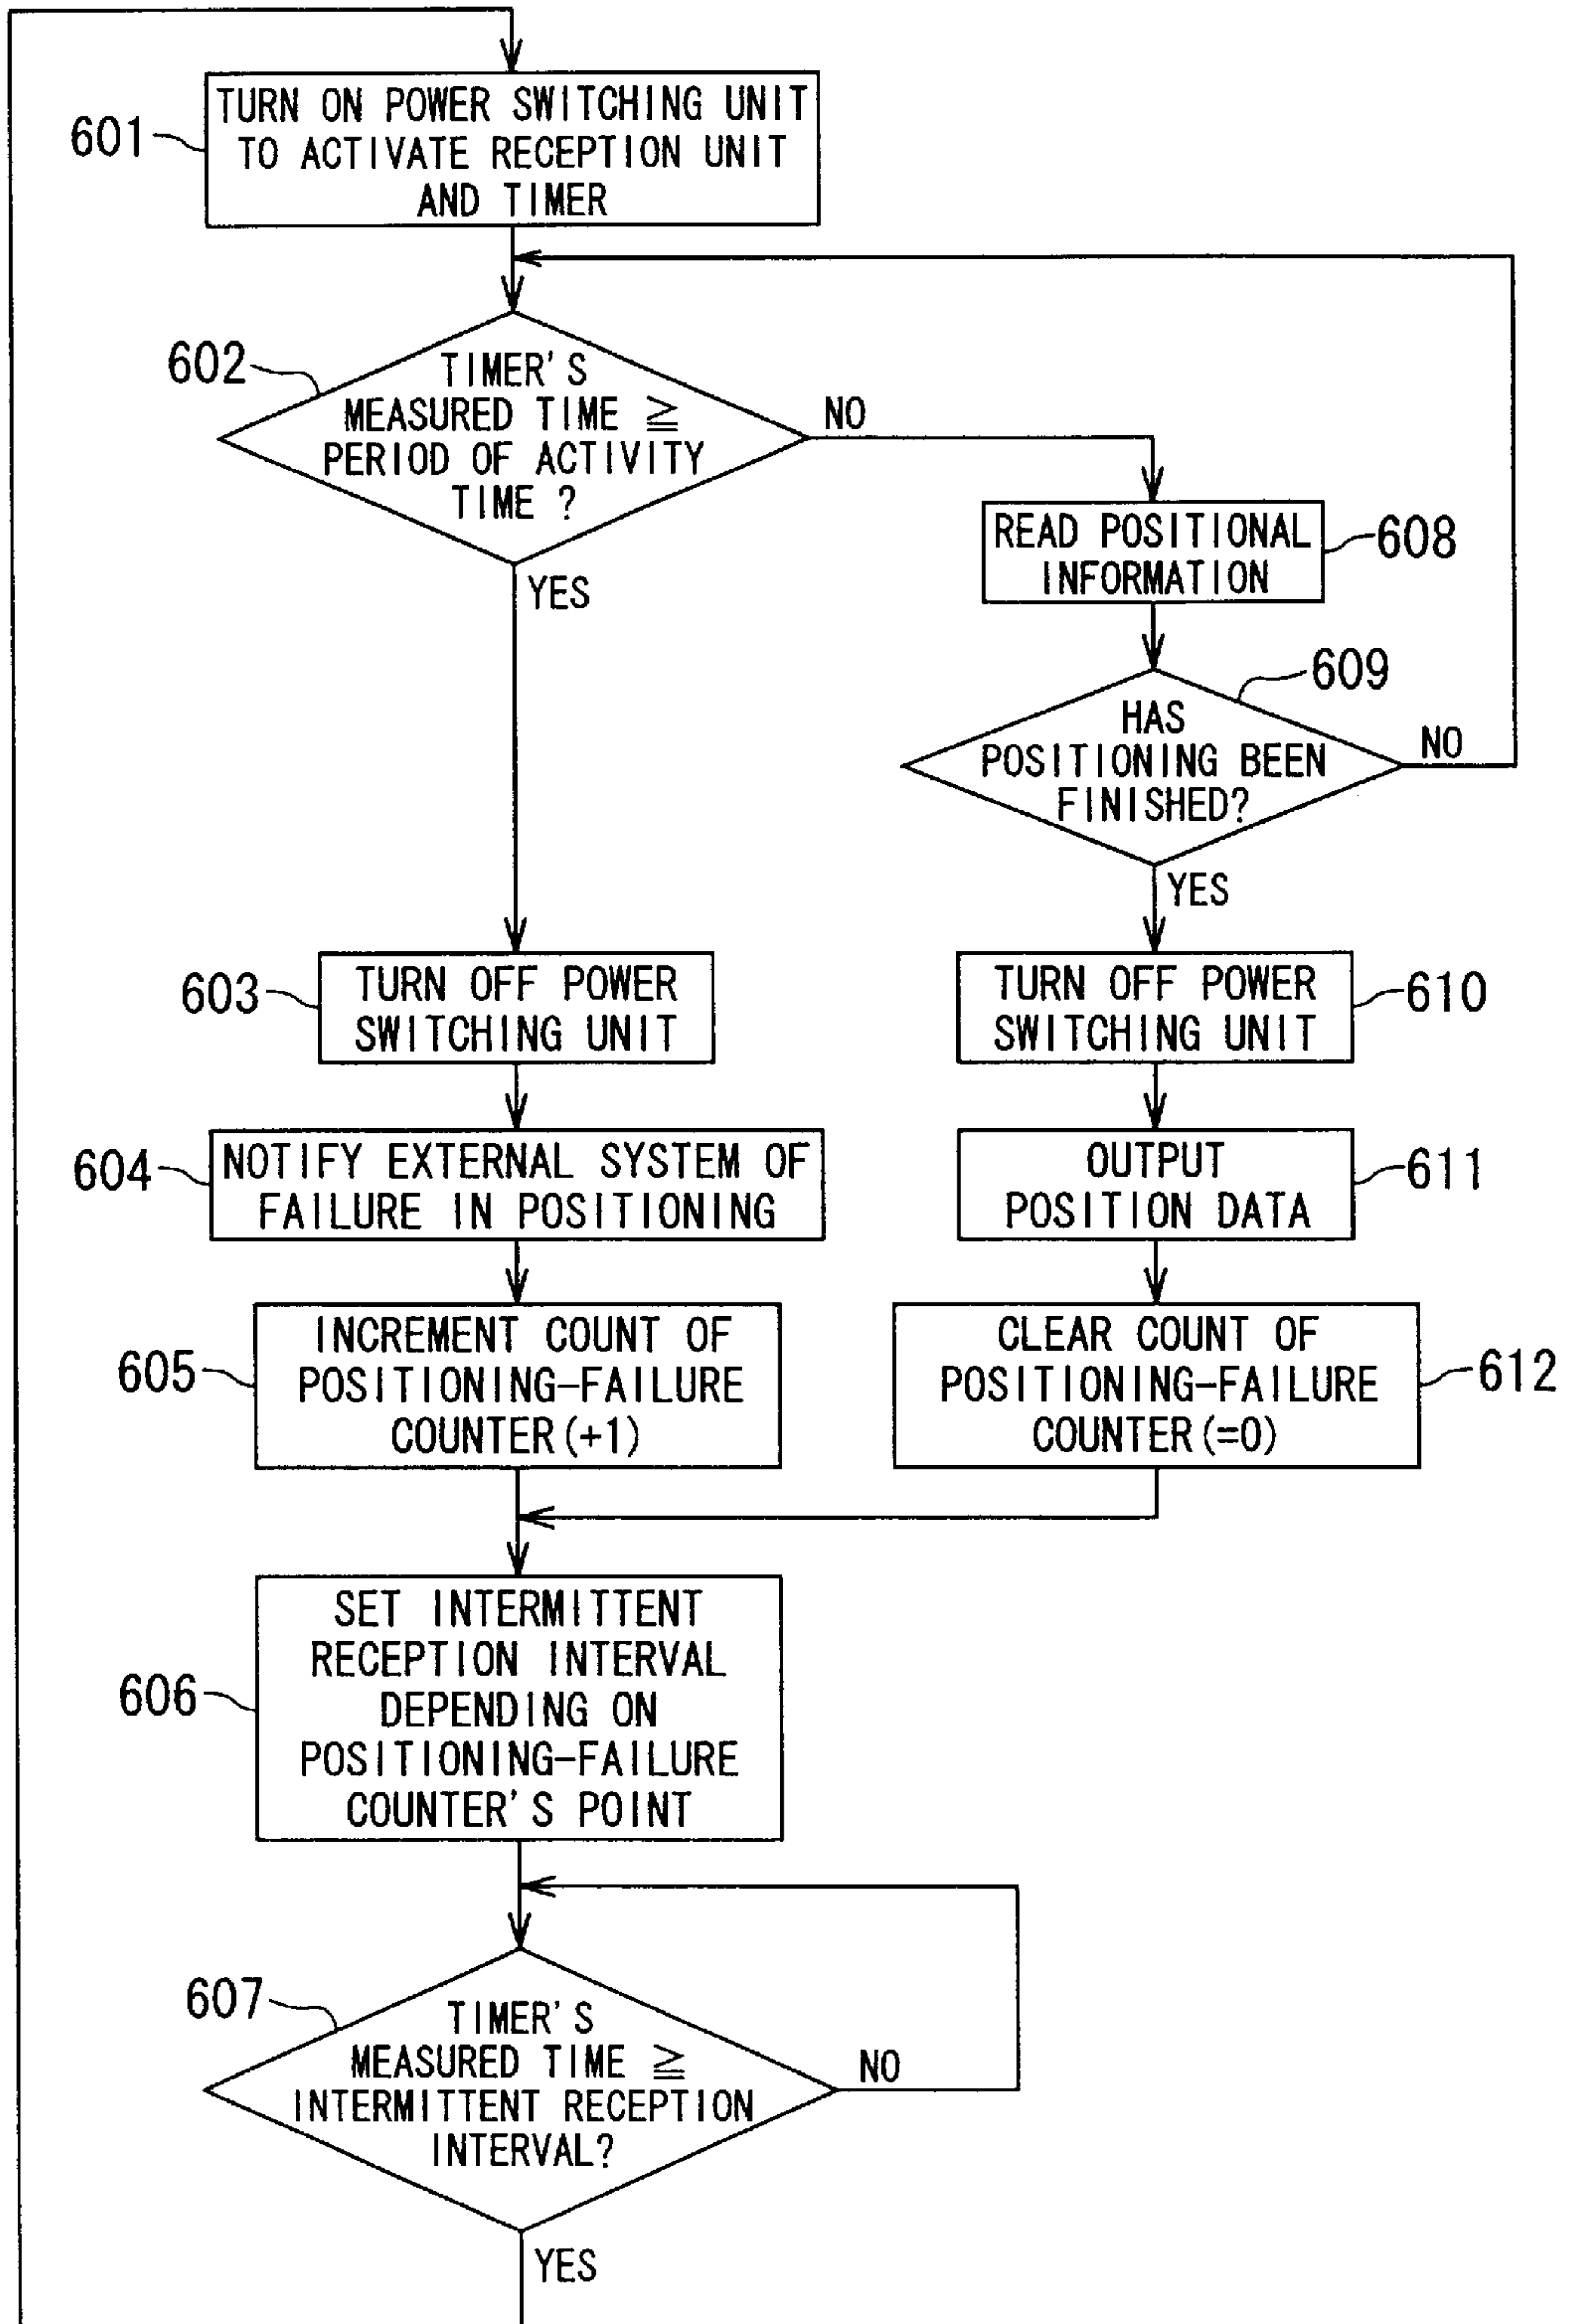 601
TURN ON POWER SWITCHING UNIT
TO ACTIVATE RECEPTION UNIT
AND TIMER
602
TIMER'S
MEASURED TIME ≧
PERIOD OF ACTIVITY
TIME ?
NO
YES
READ POSITIONAL
INFORMATION
608
609
HAS
POSITIONING BEEN
FINISHED?
NO
YES
603
TURN OFF POWER
SWITCHING UNIT
TURN OFF POWER
SWITCHING UNIT
610
604
NOTIFY EXTERNAL SYSTEM OF
FAILURE IN POSITIONING
OUTPUT
POSITION DATA
611
605
INCREMENT COUNT OF
POSITIONING-FAILURE
COUNTER(+1)
CLEAR COUNT OF
POSITIONING-FAILURE
COUNTER(=0)
612
606
SET INTERMITTENT
RECEPTION INTERVAL
DEPENDING ON
POSITIONING-FAILURE
COUNTER'S POINT
607
TIMER'S
MEASURED TIME ≧
INTERMITTENT RECEPTION
INTERVAL?
NO
YES